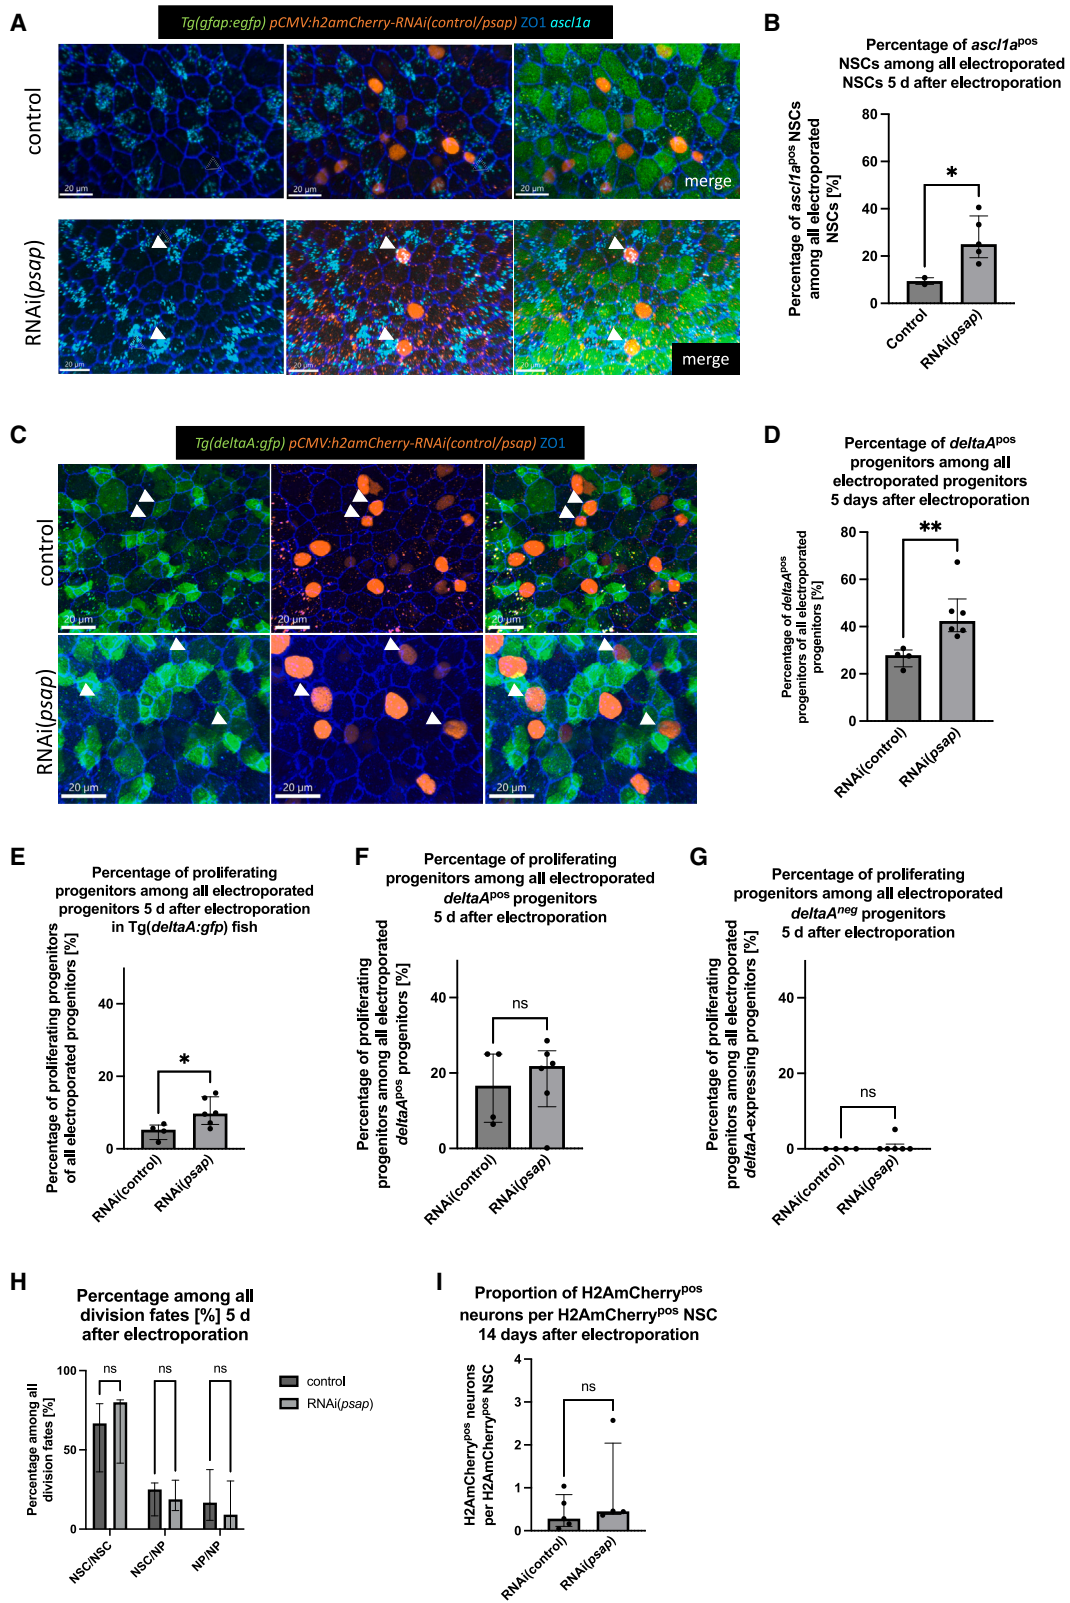 A
Tg(gfap:egfp) pCMV:h2amCherry-RNAi(control/psap) ZO1 ascl1a
control
20 µm
20 µm
20 µm
merge
RNAi(psap)
20 µm
20 µm
20 µm
merge
B
Percentage of ascl1apos
NSCs among all electroporated
NSCs 5 d after electroporation
Percentage of ascl1apos NSCs
among all electroporated
NSCs [%]
80
60
40
20
0
*
Control
RNAi(psap)
C
Tg(deltaA:gfp) pCMV:h2amCherry-RNAi(control/psap) ZO1
control
20 µm
20 µm
20 µm
RNAi(psap)
20 µm
20 µm
20 µm
D
Percentage of deltaApos
progenitors among all
electroporated progenitors
5 days after electroporation
Percentage of deltaApos
progenitors of all electroporated
progenitors [%]
80
60
40
20
0
**
RNAi(control)
RNAi(psap)
E
Percentage of proliferating
progenitors among all electroporated
progenitors 5 d after electroporation
in Tg(deltaA:gfp) fish
Percentage of proliferating progenitors
of all electroporated progenitors [%]
40
20
0
*
RNAi(control)
RNAi(psap)
F
Percentage of proliferating
progenitors among all electroporated
deltaApos progenitors
5 d after electroporation
Percentage of proliferating
progenitors among all electroporated
deltaApos progenitors [%]
40
20
0
ns
RNAi(control)
RNAi(psap)
G
Percentage of proliferating
progenitors among all electroporated
deltaAneg progenitors
5 d after electroporation
Percentage of proliferating
progenitors among all electroporated
deltaA-expressing progenitors [%]
40
20
0
ns
RNAi(control)
RNAi(psap)
H
Percentage among all
division fates [%] 5 d
after electroporation
Percentage among all
division fates [%]
100
50
0
ns
ns
ns
NSC/NSC
NSC/NP
NP/NP
control
RNAi(psap)
I
Proportion of H2AmCherrypos
neurons per H2AmCherrypos NSC
14 days after electroporation
H2AmCherrypos neurons
per H2AmCherrypos NSC
4
3
2
1
0
ns
RNAi(control)
RNAi(psap)